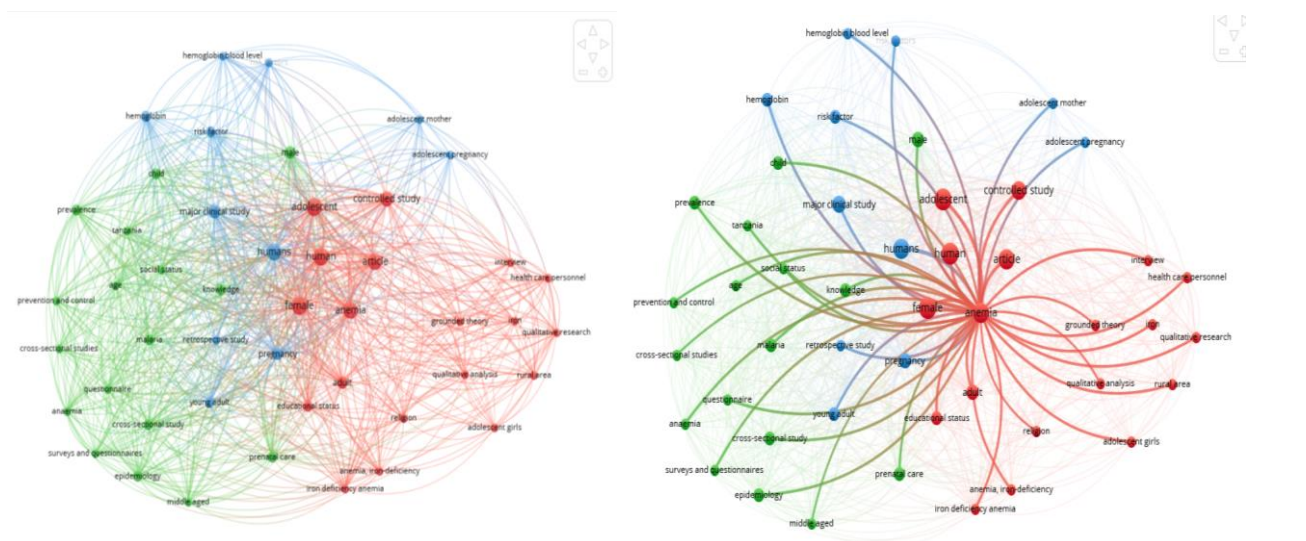 hemoglobin blood level
hemoglobin
adolescent mother
risk factor
male
adolescent pregnancy
child
controlled study
adolescent
prevalence
major clinical study
tanzania
humans
human
article
interview
social status
health care personnel
age
knowledge
prevention and control
female
anemia
grounded theory
iron
qualitative research
malaria
retrospective study
cross-sectional studies
pregnancy
qualitative analysis
rural area
adult
questionnaire
young adult
educational status
anaemia
religion
cross-sectional study
adolescent girls
surveys and questionnaires
prenatal care
anemia, iron-deficiency
epidemiology
iron deficiency anemia
middle aged
hemoglobin blood level
hemoglobin
adolescent mother
risk factor
male
adolescent pregnancy
child
controlled study
adolescent
prevalence
major clinical study
tanzania
humans
human
article
interview
social status
health care personnel
age
knowledge
prevention and control
female
anemia
grounded theory
iron
qualitative research
malaria
retrospective study
cross-sectional studies
pregnancy
qualitative analysis
rural area
adult
questionnaire
young adult
educational status
anaemia
religion
cross-sectional study
adolescent girls
surveys and questionnaires
prenatal care
anemia, iron-deficiency
epidemiology
iron deficiency anemia
middle aged